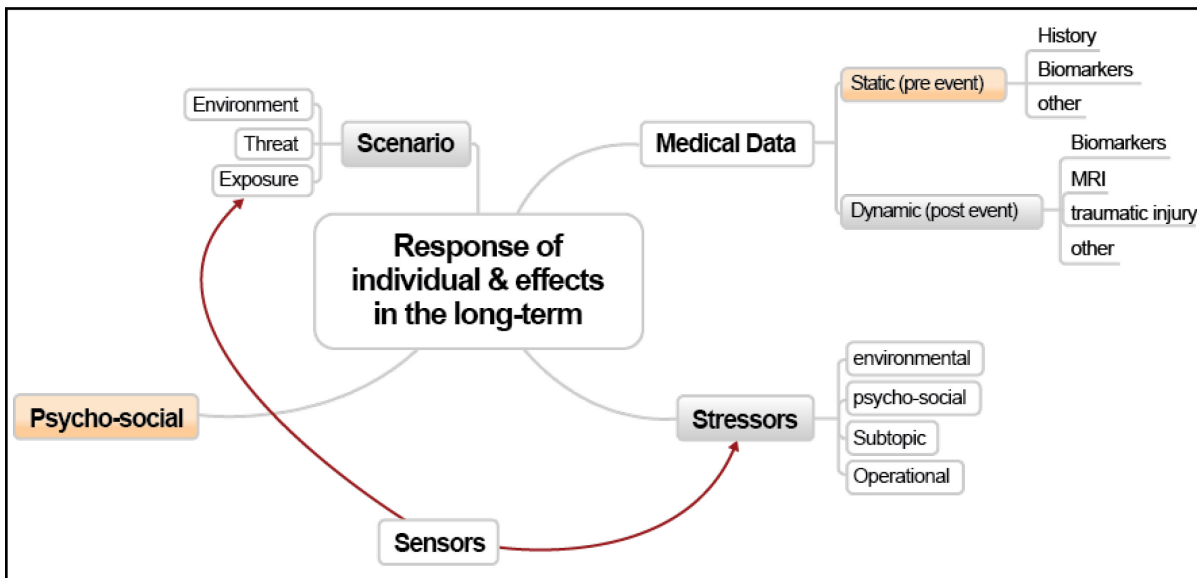 Environment
Threat
Exposure
Scenario
Medical Data
Static (pre event)
History
Biomarkers
other
Dynamic (post event)
Biomarkers
MRI
traumatic injury
other
Response of
individual & effects
in the long-term
Psycho-social
Stressors
environmental
psycho-social
Subtopic
Operational
Sensors